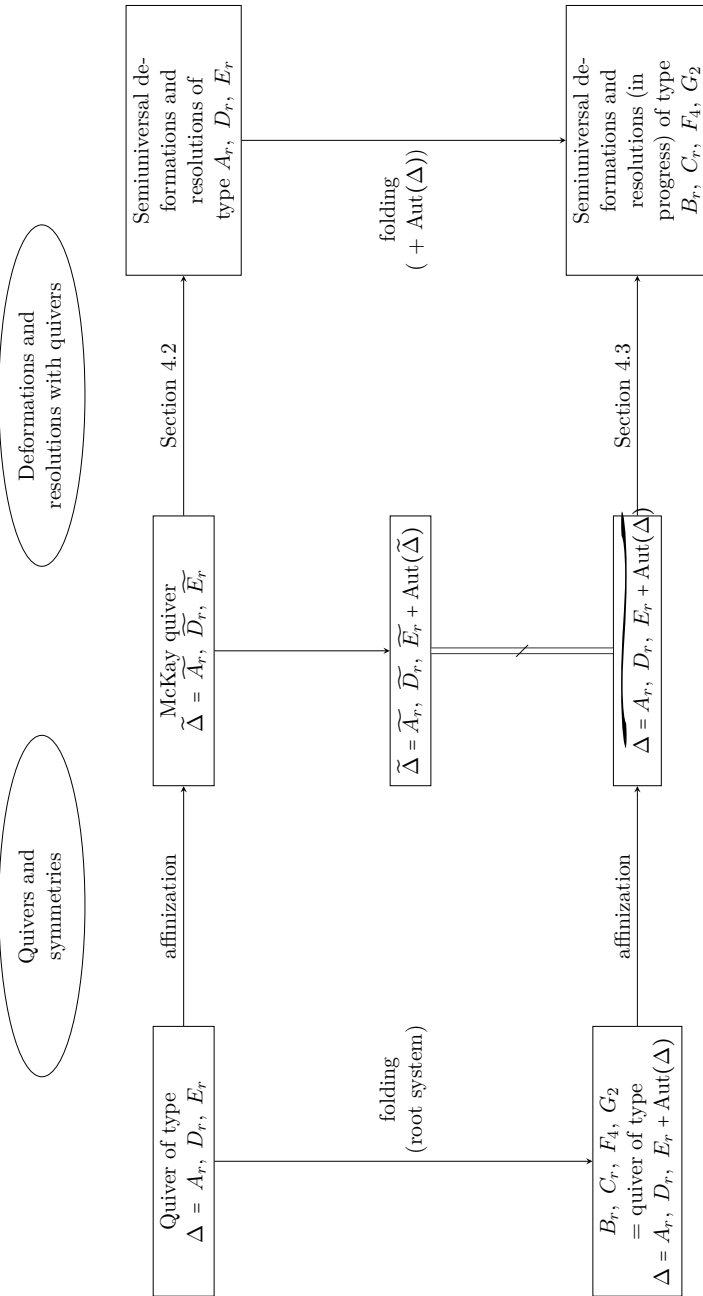 Quivers and
symmetries
Deformations and
resolutions with quivers
Quiver of type
Δ = A_r, D_r, E_r
affinization
McKay quiver
Δ̃ = Ã_r, D̃_r, Ẽ_r
Section 4.2
Semiuniversal de-
formations and
resolutions of
type A_r, D_r, E_r
folding
(root system)
Δ̃ = Ã_r, D̃_r, Ẽ_r + Aut(Δ̃)
folding
( + Aut(Δ))
B_r, C_r, F_4, G_2
= quiver of type
Δ = A_r, D_r, E_r + Aut(Δ)
affinization
Δ = A_r, D_r, E_r + Aut(Δ)
Section 4.3
Semiuniversal de-
formations and
resolutions (in
progress) of type
B_r, C_r, F_4, G_2